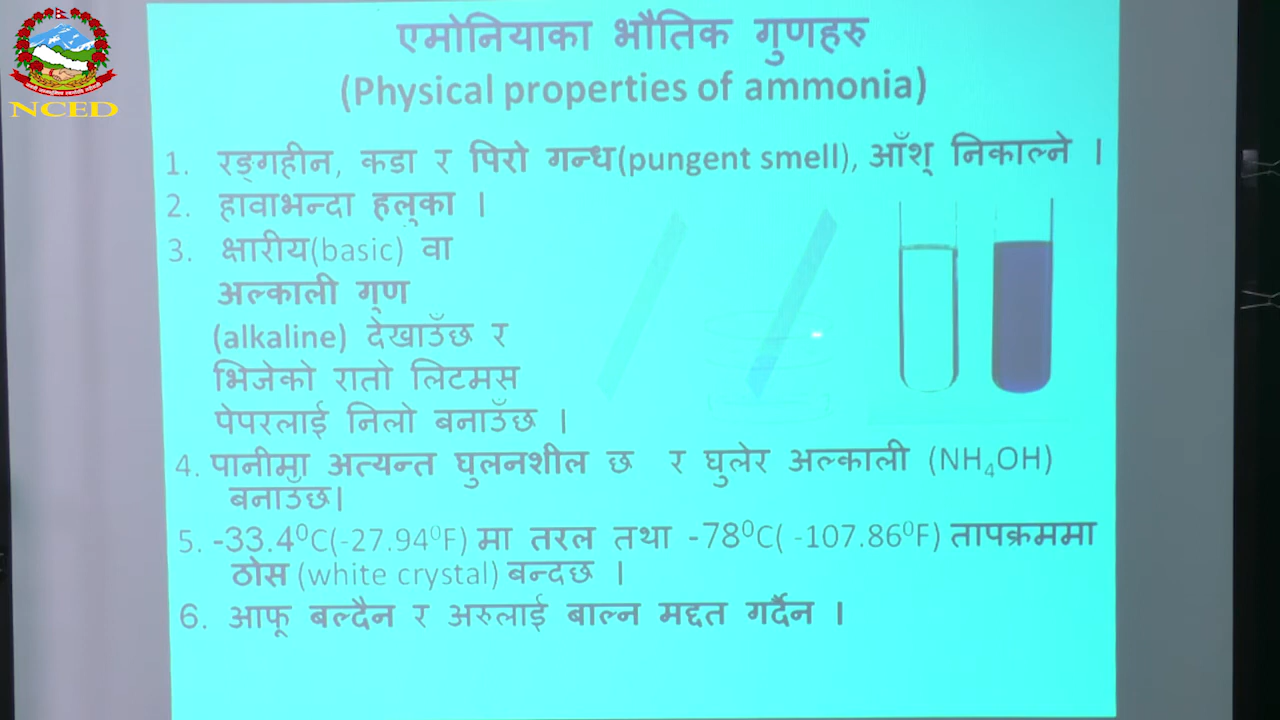 NCED
एमोनियाका भौतिक गुणहरु
(Physical properties of ammonia)
1. रङ्गहीन, कडा र पिरो गन्ध(pungent smell), आँशु निकाल्ने ।
2. हावाभन्दा हलुका ।
3. क्षारीय(basic) वा
अल्काली गुण
(alkaline) देखाउँछ र
भिजेको रातो लिटमस
पेपरलाई निलो बनाउँछ ।
4. पानीमा अत्यन्त घुलनशील छ र घुलेर अल्काली (NH₄OH)
बनाउँछ।
5. -33.4⁰C(-27.94⁰F) मा तरल तथा -78⁰C( -107.86⁰F) तापक्रममा
ठोस (white crystal) बन्दछ ।
6. आफू बल्दैन र अरुलाई बाल्न मद्दत गर्दैन ।